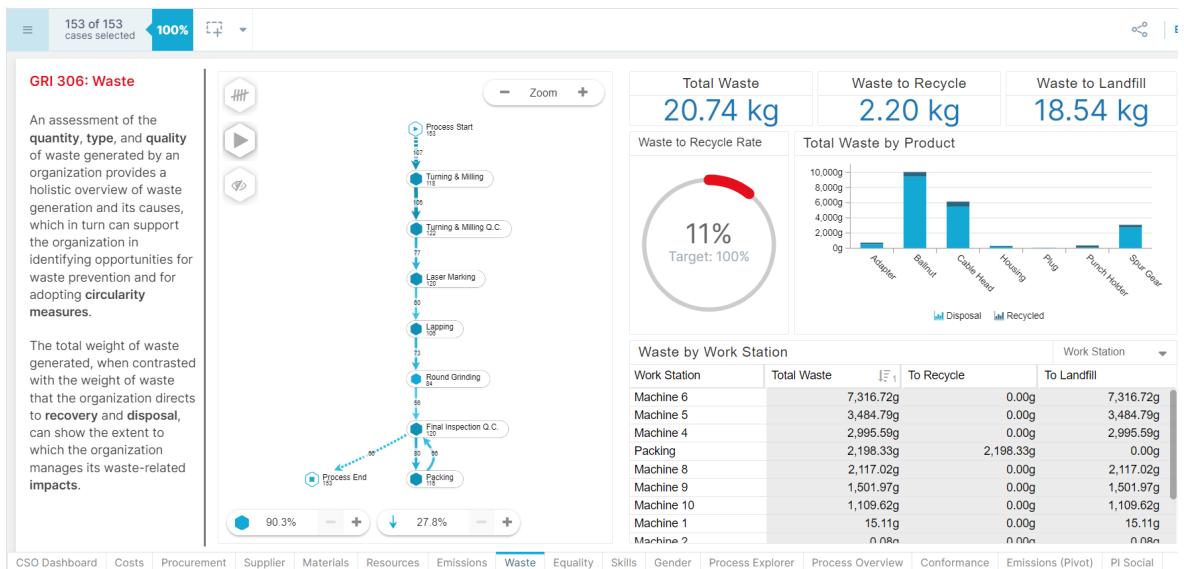 153 of 153
cases selected
100%
GRI 306: Waste
An assessment of the
quantity, type, and quality
of waste generated by an
organization provides a
holistic overview of waste
generation and its causes,
which in turn can support
the organization in
identifying opportunities for
waste prevention and for
adopting circularity
measures.
The total weight of waste
generated, when contrasted
with the weight of waste
that the organization directs
to recovery and disposal,
can show the extent to
which the organization
manages its waste-related
impacts.
Zoom
Process Start
153
107
Turning & Milling
118
106
Turning & Milling Q.C.
122
77
Laser Marking
120
80
Lapping
106
73
Round Grinding
84
56
Final Inspection Q.C.
120
66
80
66
Process End
153
Packing
116
90.3%
27.8%
Total Waste
20.74 kg
Waste to Recycle
2.20 kg
Waste to Landfill
18.54 kg
Waste to Recycle Rate
11%
Target: 100%
Total Waste by Product
10,000g
8,000g
6,000g
4,000g
2,000g
0g
Adapter
Ballnut
Cable Head
Housing
Plug
Punch Holder
Spur Gear
Disposal Recycled
Waste by Work Station
Work Station
Work Station Total Waste 1 To Recycle To Landfill
Machine 6 7,316.72g 0.00g 7,316.72g
Machine 5 3,484.79g 0.00g 3,484.79g
Machine 4 2,995.59g 0.00g 2,995.59g
Packing 2,198.33g 2,198.33g 0.00g
Machine 8 2,117.02g 0.00g 2,117.02g
Machine 9 1,501.97g 0.00g 1,501.97g
Machine 10 1,109.62g 0.00g 1,109.62g
Machine 1 15.11g 0.00g 15.11g
Machine 2 0.08g 0.00g 0.08g
CSO Dashboard Costs Procurement Supplier Materials Resources Emissions Waste Equality Skills Gender Process Explorer Process Overview Conformance Emissions (Pivot) PI Social